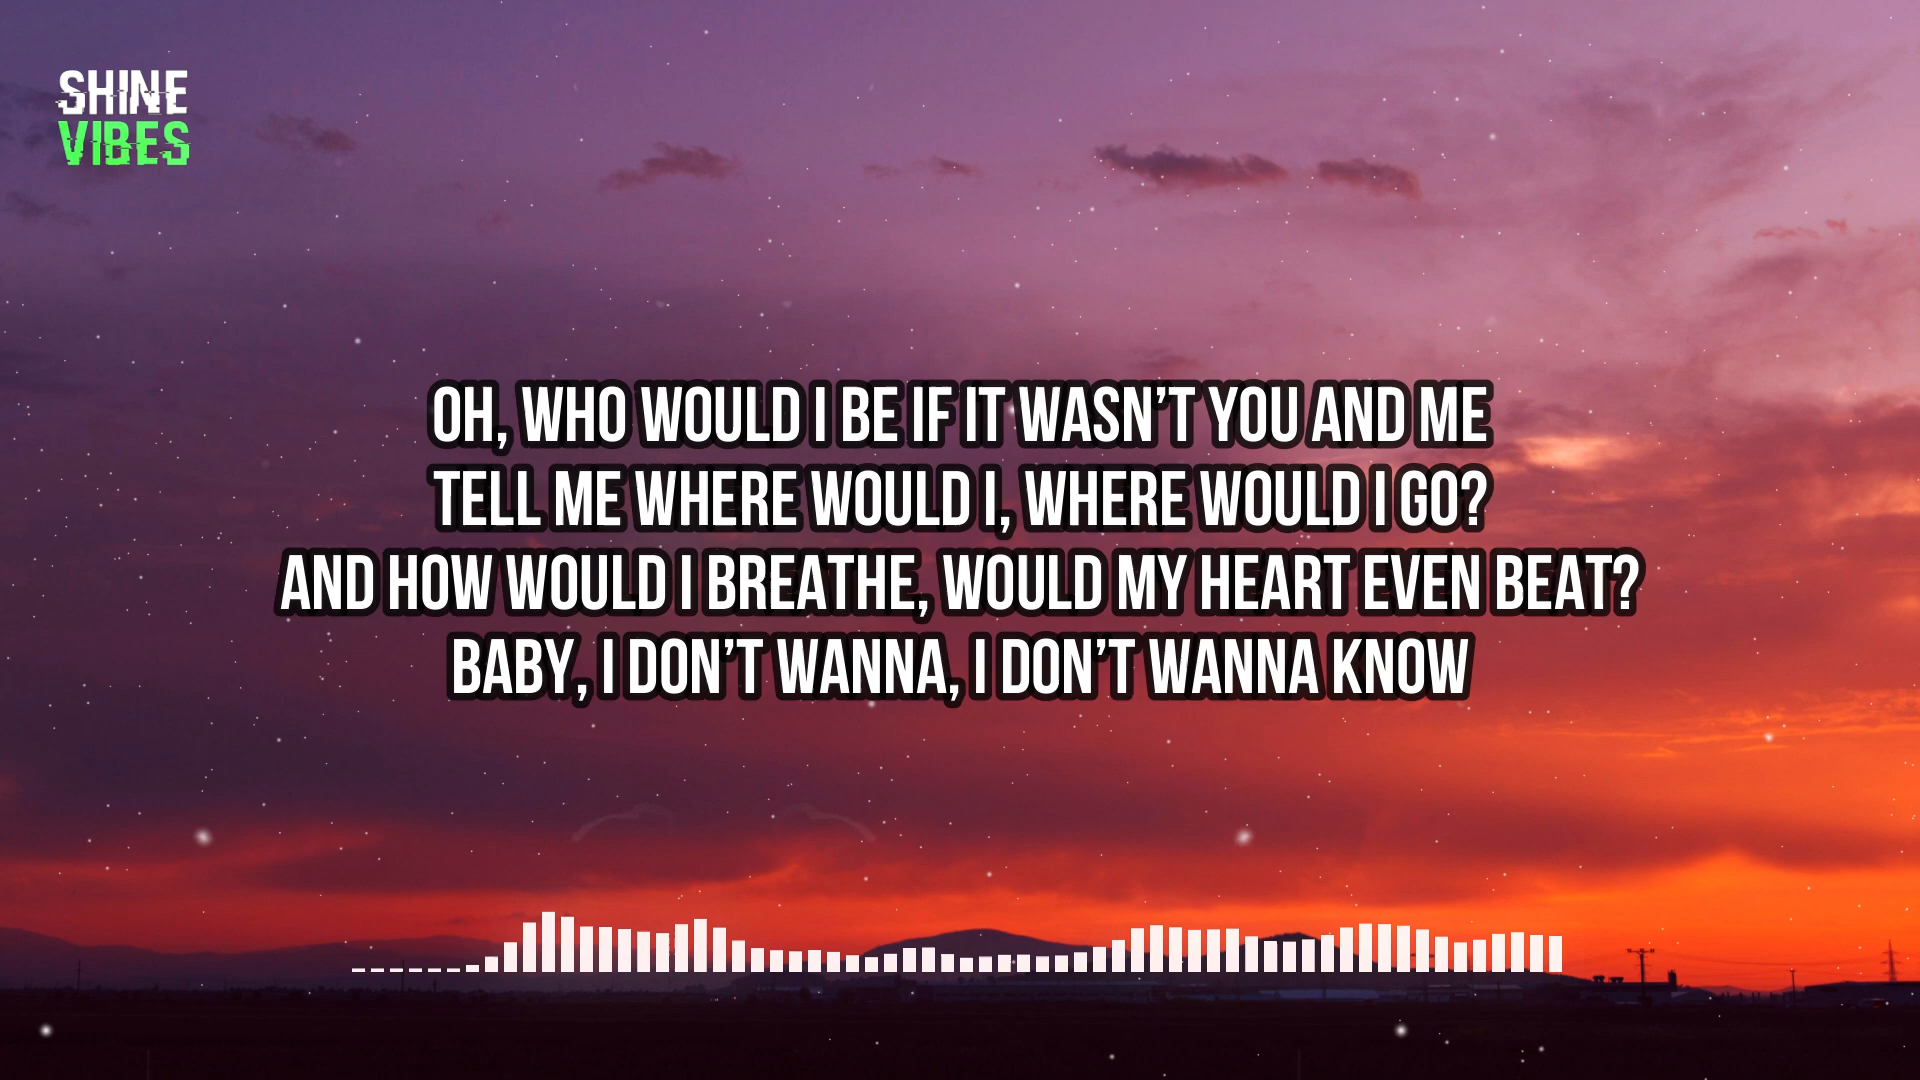 SHINE
VIBES
OH, WHO WOULD I BE IF IT WASN’T YOU AND ME
TELL ME WHERE WOULD I, WHERE WOULD I GO?
AND HOW WOULD I BREATHE, WOULD MY HEART EVEN BEAT?
BABY, I DON’T WANNA, I DON’T WANNA KNOW